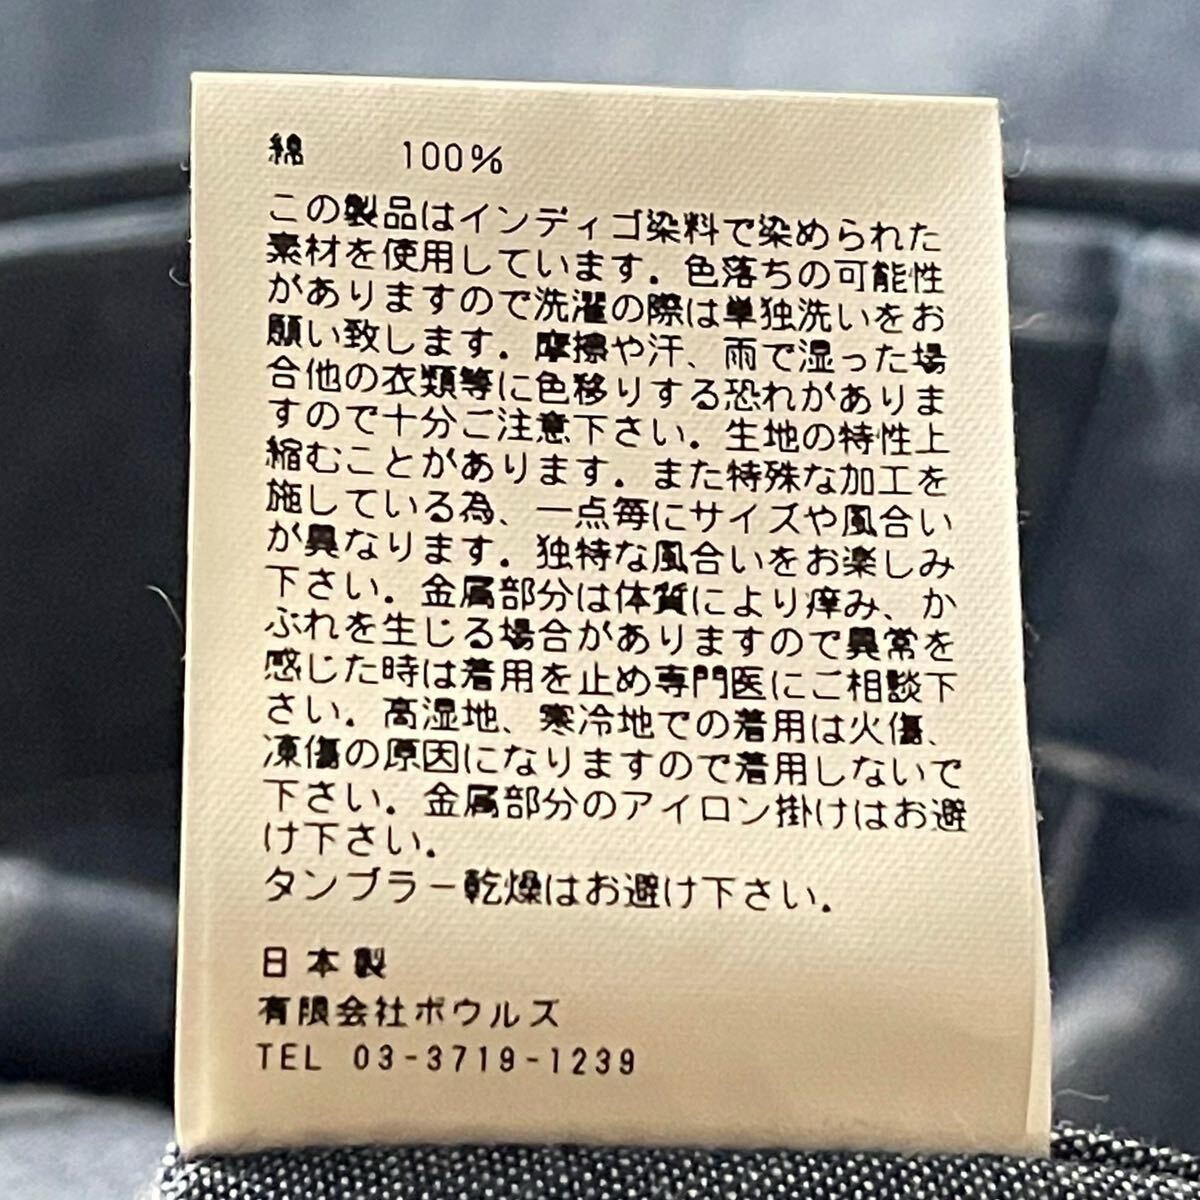 綿 100%
この製品はインディゴ染料で染められた
素材を使用しています．色落ちの可能性
がありますので洗濯の際は単独洗いをお
願い致します．摩擦や汗、雨で湿った場
合他の衣類等に色移りする恐れがありま
すので十分ご注意下さい．生地の特性上
縮むことがあります．また特殊な加工を
施している為、一点毎にサイズや風合い
が異なります．独特な風合いをお楽しみ
下さい．金属部分は体質により痒み、か
ぶれを生じる場合がありますので異常を
感じた時は着用を止め専門医にご相談下
さい．高湿地、寒冷地での着用は火傷、
凍傷の原因になりますので着用しないで
下さい．金属部分のアイロン掛けはお避
け下さい．
タンブラー乾燥はお避け下さい．
日本製
有限会社ボウルズ
TEL 03-3719-1239